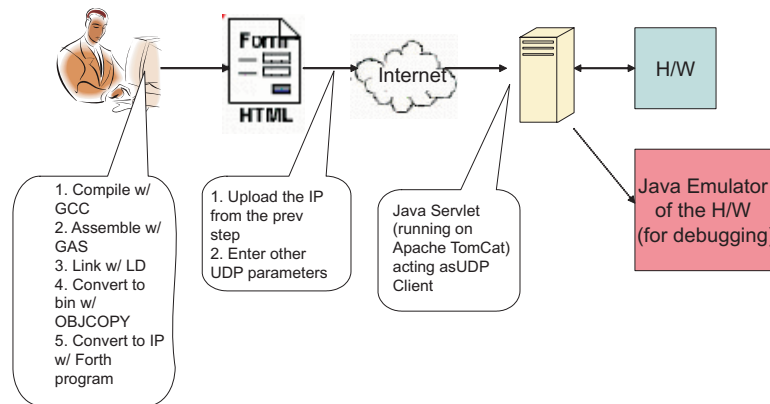 Form
HTML
Internet
H/W
Java Emulator
of the H/W
(for debugging)
1. Compile w/
GCC
2. Assemble w/
GAS
3. Link w/ LD
4. Convert to
bin w/
OBJCOPY
5. Convert to IP
w/ Forth
program
1. Upload the IP
from the prev
step
2. Enter other
UDP parameters
Java Servlet
(running on
Apache TomCat)
acting asUDP
Client